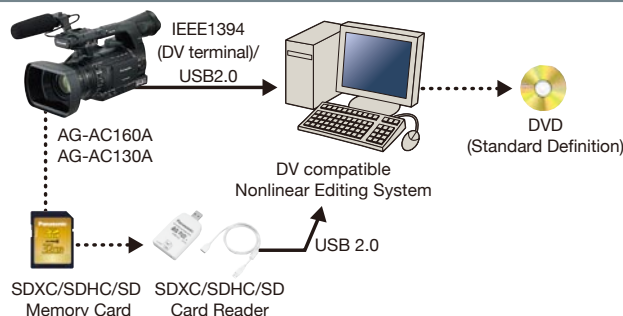 IEEE1394
(DV terminal)/
USB2.0
AG-AC160A
AG-AC130A
DV compatible
Nonlinear Editing System
DVD
(Standard Definition)
Panasonic
USB 2.0
SDXC/SDHC/SD
Memory Card
SDXC/SDHC/SD
Card Reader